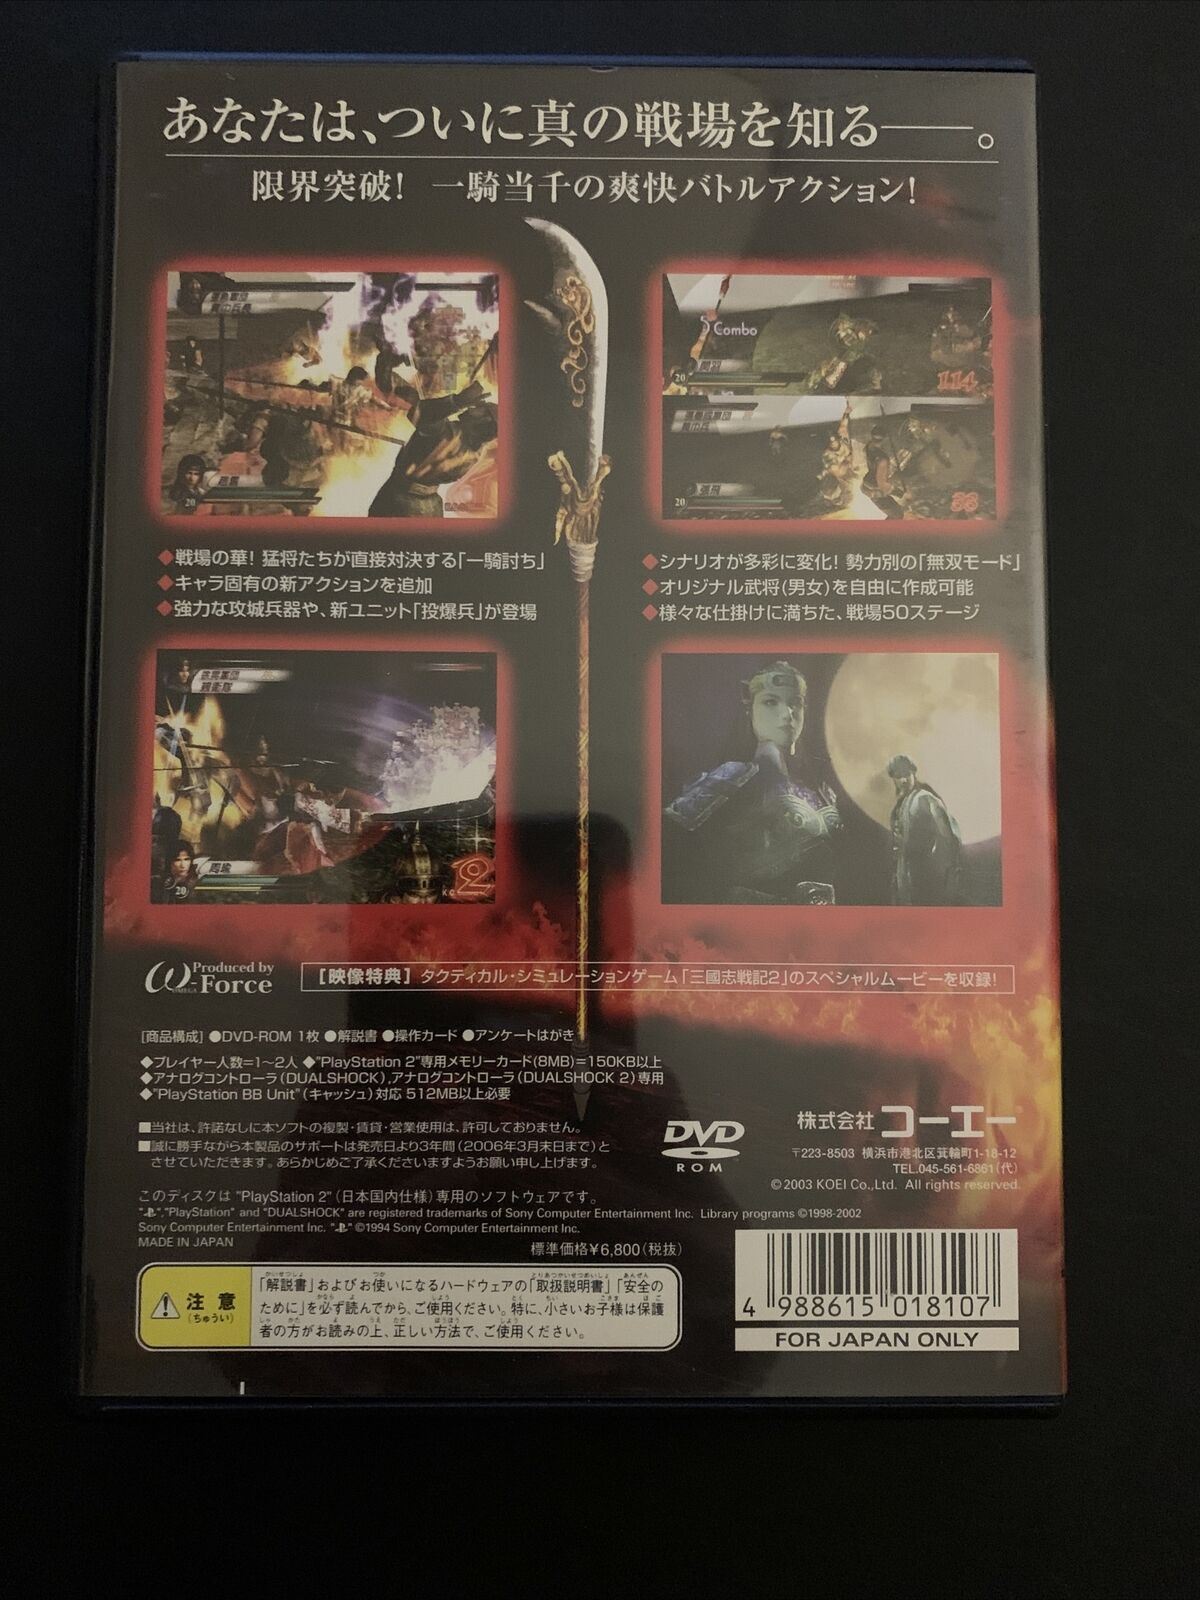 あなたは、ついに真の戦場を知る——。
限界突破! 一騎当千の爽快バトルアクション!
Combo
20
114
20
33
20
◆戦場の華! 猛将たちが直接対決する「一騎討ち」
◆キャラ固有の新アクションを追加
◆強力な攻城兵器や、新ユニット「投爆兵」が登場
◆シナリオが多彩に変化! 勢力別の「無双モード」
◆オリジナル武将(男女)を自由に作成可能
◆様々な仕掛けに満ちた、戦場50ステージ
親衛隊
20
2
Produced by
ω-Force
OMEGA
【映像特典】タクティカル・シミュレーションゲーム「三國志戦記2」のスペシャルムービーを収録!
[商品構成] ●DVD-ROM 1枚 ●解説書 ●操作カード ●アンケートはがき
◆プレイヤー人数=1〜2人 ◆"PlayStation 2"専用メモリーカード(8MB)=150KB以上
◆アナログコントローラ(DUALSHOCK),アナログコントローラ(DUALSHOCK 2)専用
◆"PlayStation BB Unit"(キャッシュ)対応 512MB以上必要
■当社は、許諾なしに本ソフトの複製・賃貸・営業使用は、許可しておりません。
■誠に勝手ながら本製品のサポートは発売日より3年間(2006年3月末日まで)と
させていただきます。あらかじめご了承くださいますようお願い申し上げます。
DVD
ROM
株式会社 コーエー
〒223-8503 横浜市港北区箕輪町1-18-12
TEL.045-561-6861(代)
©2003 KOEI Co.,Ltd. All rights reserved.
このディスクは "PlayStation 2" (日本国内仕様)専用のソフトウェアです。
" ","PlayStation" and "DUALSHOCK" are registered trademarks of Sony Computer Entertainment Inc. Library programs ©1998-2002
Sony Computer Entertainment Inc. " " ©1994 Sony Computer Entertainment Inc.
MADE IN JAPAN
標準価格¥6,800(税抜)
注意
(ちゅうい)
「解説書」およびお使いになるハードウェアの「取扱説明書」「安全の
ために」を必ず読んでから、ご使用ください。特に、小さいお子様は保護
者の方がお読みの上、正しい方法で、ご使用ください。
4 988615 018107
FOR JAPAN ONLY